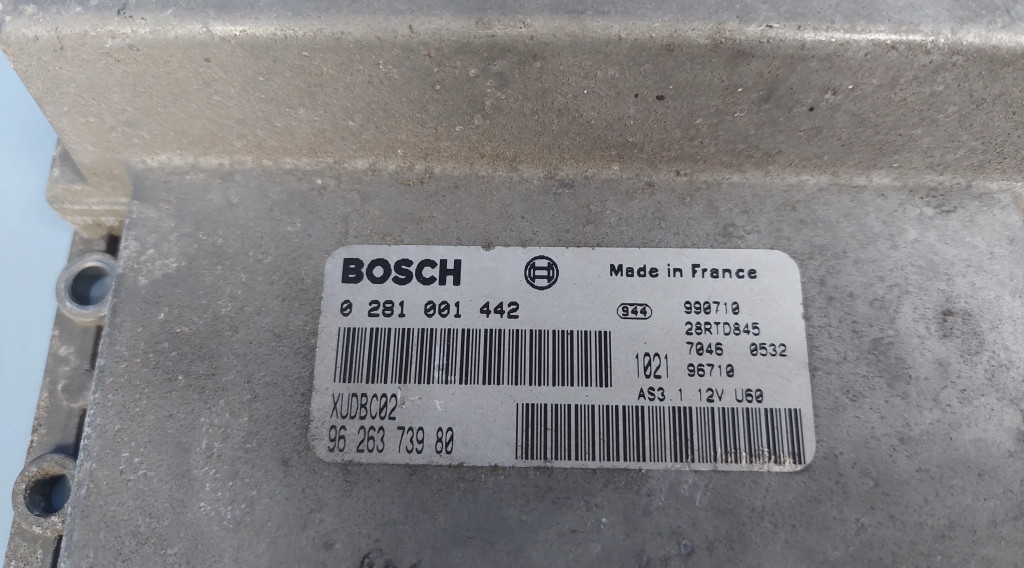 BOSCH Made in France
0 281 001 442 944 990710
28RTD845
7046 0532
1021 96710
AS3.1 12V U60
XUDBC02
96 263 739 80